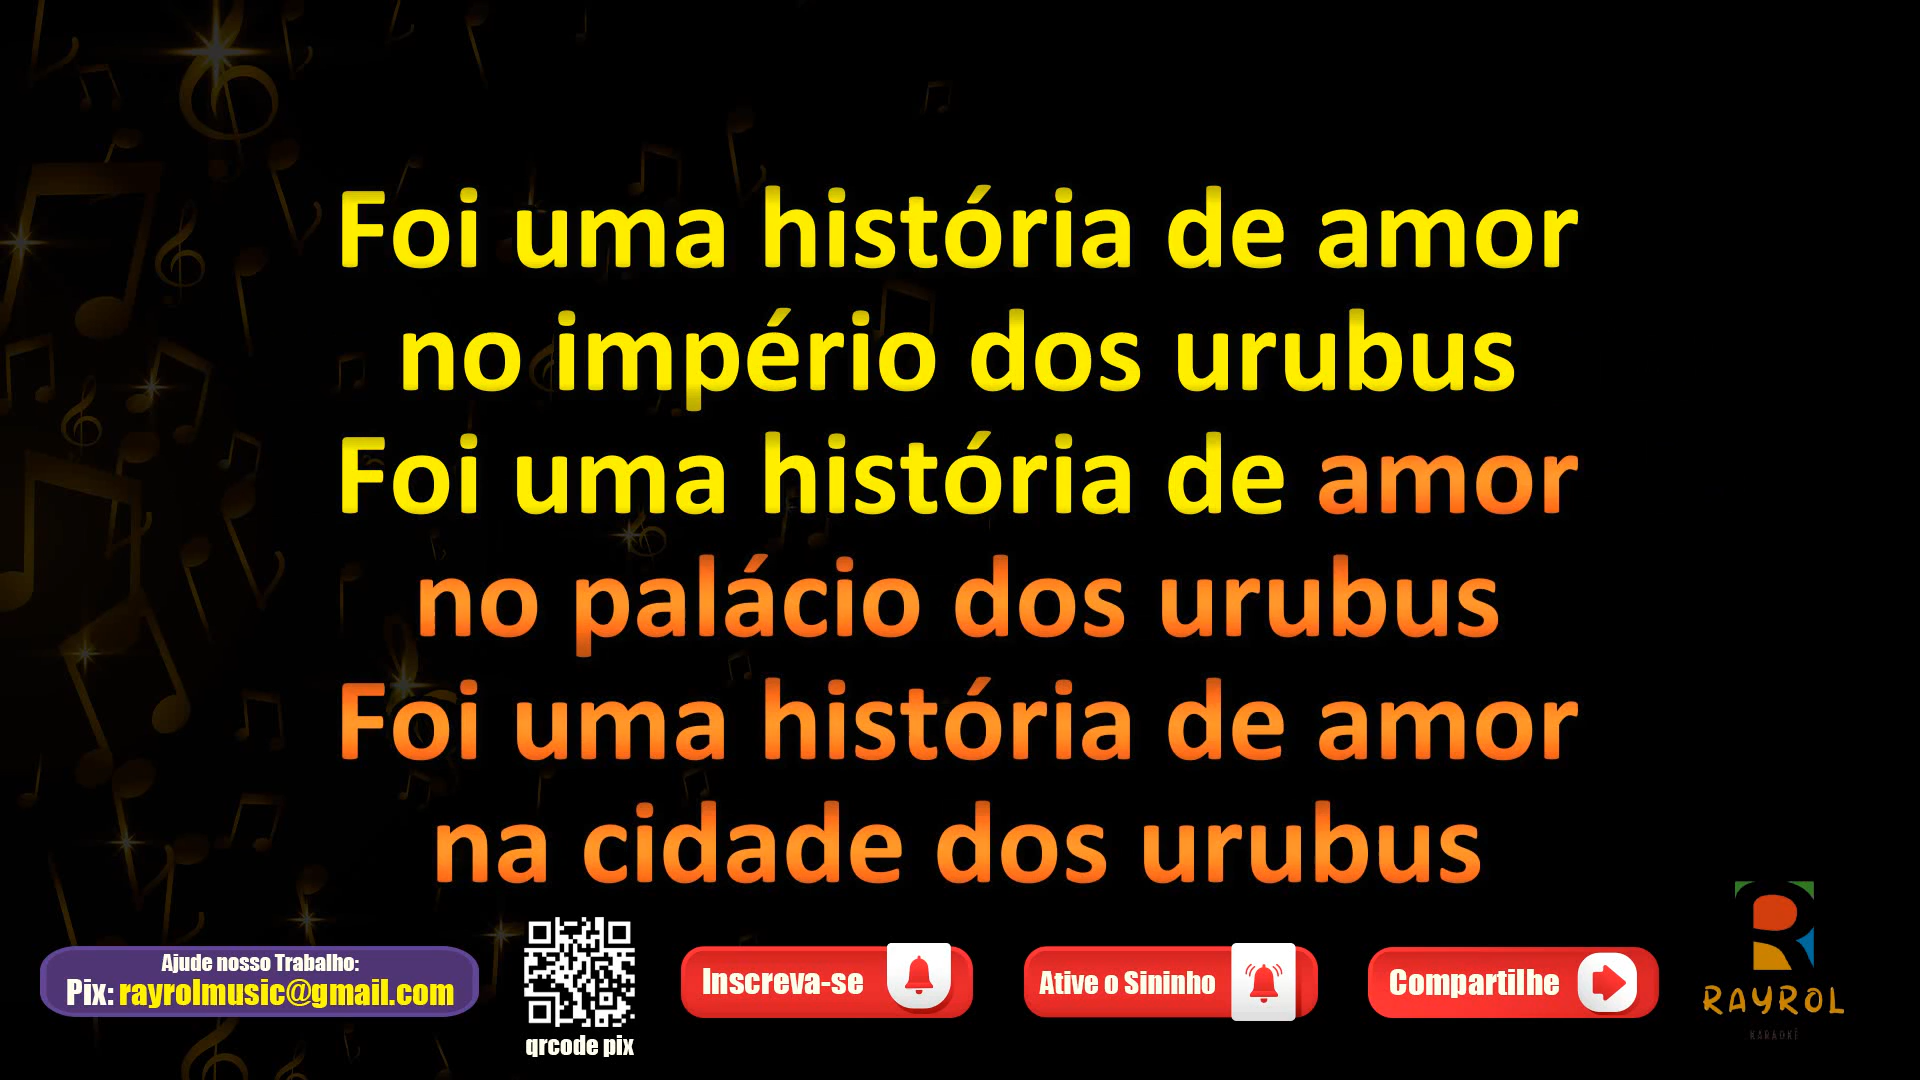 Foi uma história de amor
no império dos urubus
Foi uma história de amor
no palácio dos urubus
Foi uma história de amor
na cidade dos urubus
Ajude nosso Trabalho:
Pix: rayrolmusic@gmail.com
qrcode pix
Inscreva-se
Ative o Sininho
Compartilhe
RAYROL
KARAOKÊ